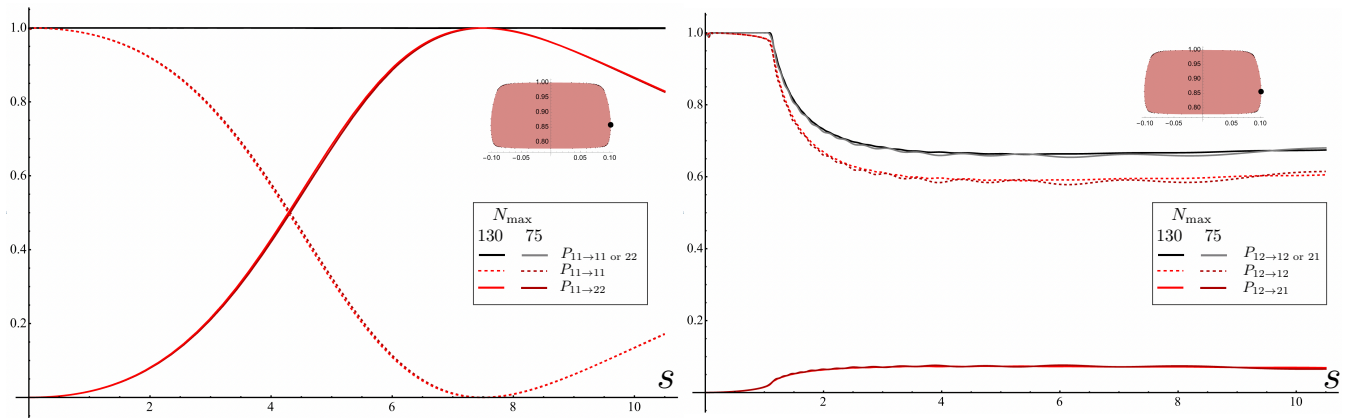 1.0
0.8
0.6
0.4
0.2
2 4 6 8 10
s
1.00
0.95
0.90
0.85
0.80
-0.10 -0.05 0.05 0.10
N_max
130 75
P_{11→11 or 22}
P_{11→11}
P_{11→22}
1.0
0.8
0.6
0.4
0.2
2 4 6 8 10
s
1.00
0.95
0.90
0.85
0.80
-0.10 -0.05 0.05 0.10
N_max
130 75
P_{12→12 or 21}
P_{12→12}
P_{12→21}